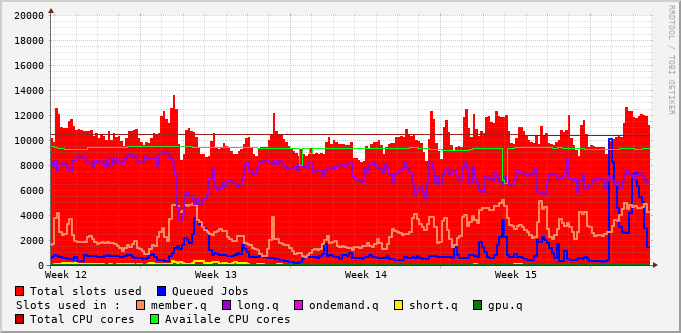 20000
18000
16000
14000
12000
10000
8000
6000
4000
2000
0
Week 12 Week 13 Week 14 Week 15
RRDTOOL / TOBI OETIKER
Total slots used Queued Jobs
Slots used in : member.q long.q ondemand.q short.q gpu.q
Total CPU cores Availale CPU cores